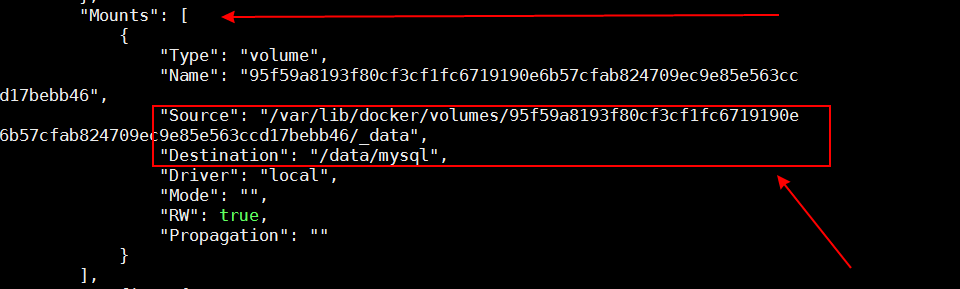 ],
"Mounts": [
{
"Type": "volume",
"Name": "95f59a8193f80cf3cf1fc6719190e6b57cfab824709ec9e85e563cc
d17bebb46",
"Source": "/var/lib/docker/volumes/95f59a8193f80cf3cf1fc6719190e
6b57cfab824709ec9e85e563ccd17bebb46/_data",
"Destination": "/data/mysql",
"Driver": "local",
"Mode": "",
"RW": true,
"Propagation": ""
}
],